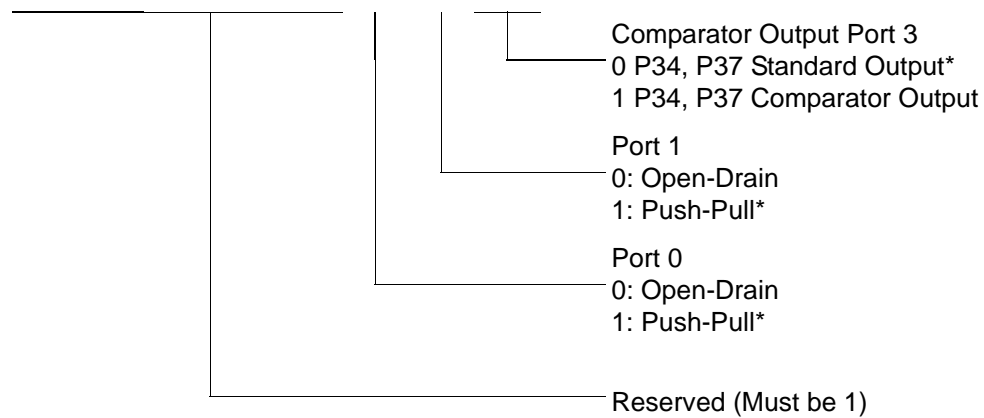 Comparator Output Port 3
0 P34, P37 Standard Output*
1 P34, P37 Comparator Output
Port 1
0: Open-Drain
1: Push-Pull*
Port 0
0: Open-Drain
1: Push-Pull*
Reserved (Must be 1)